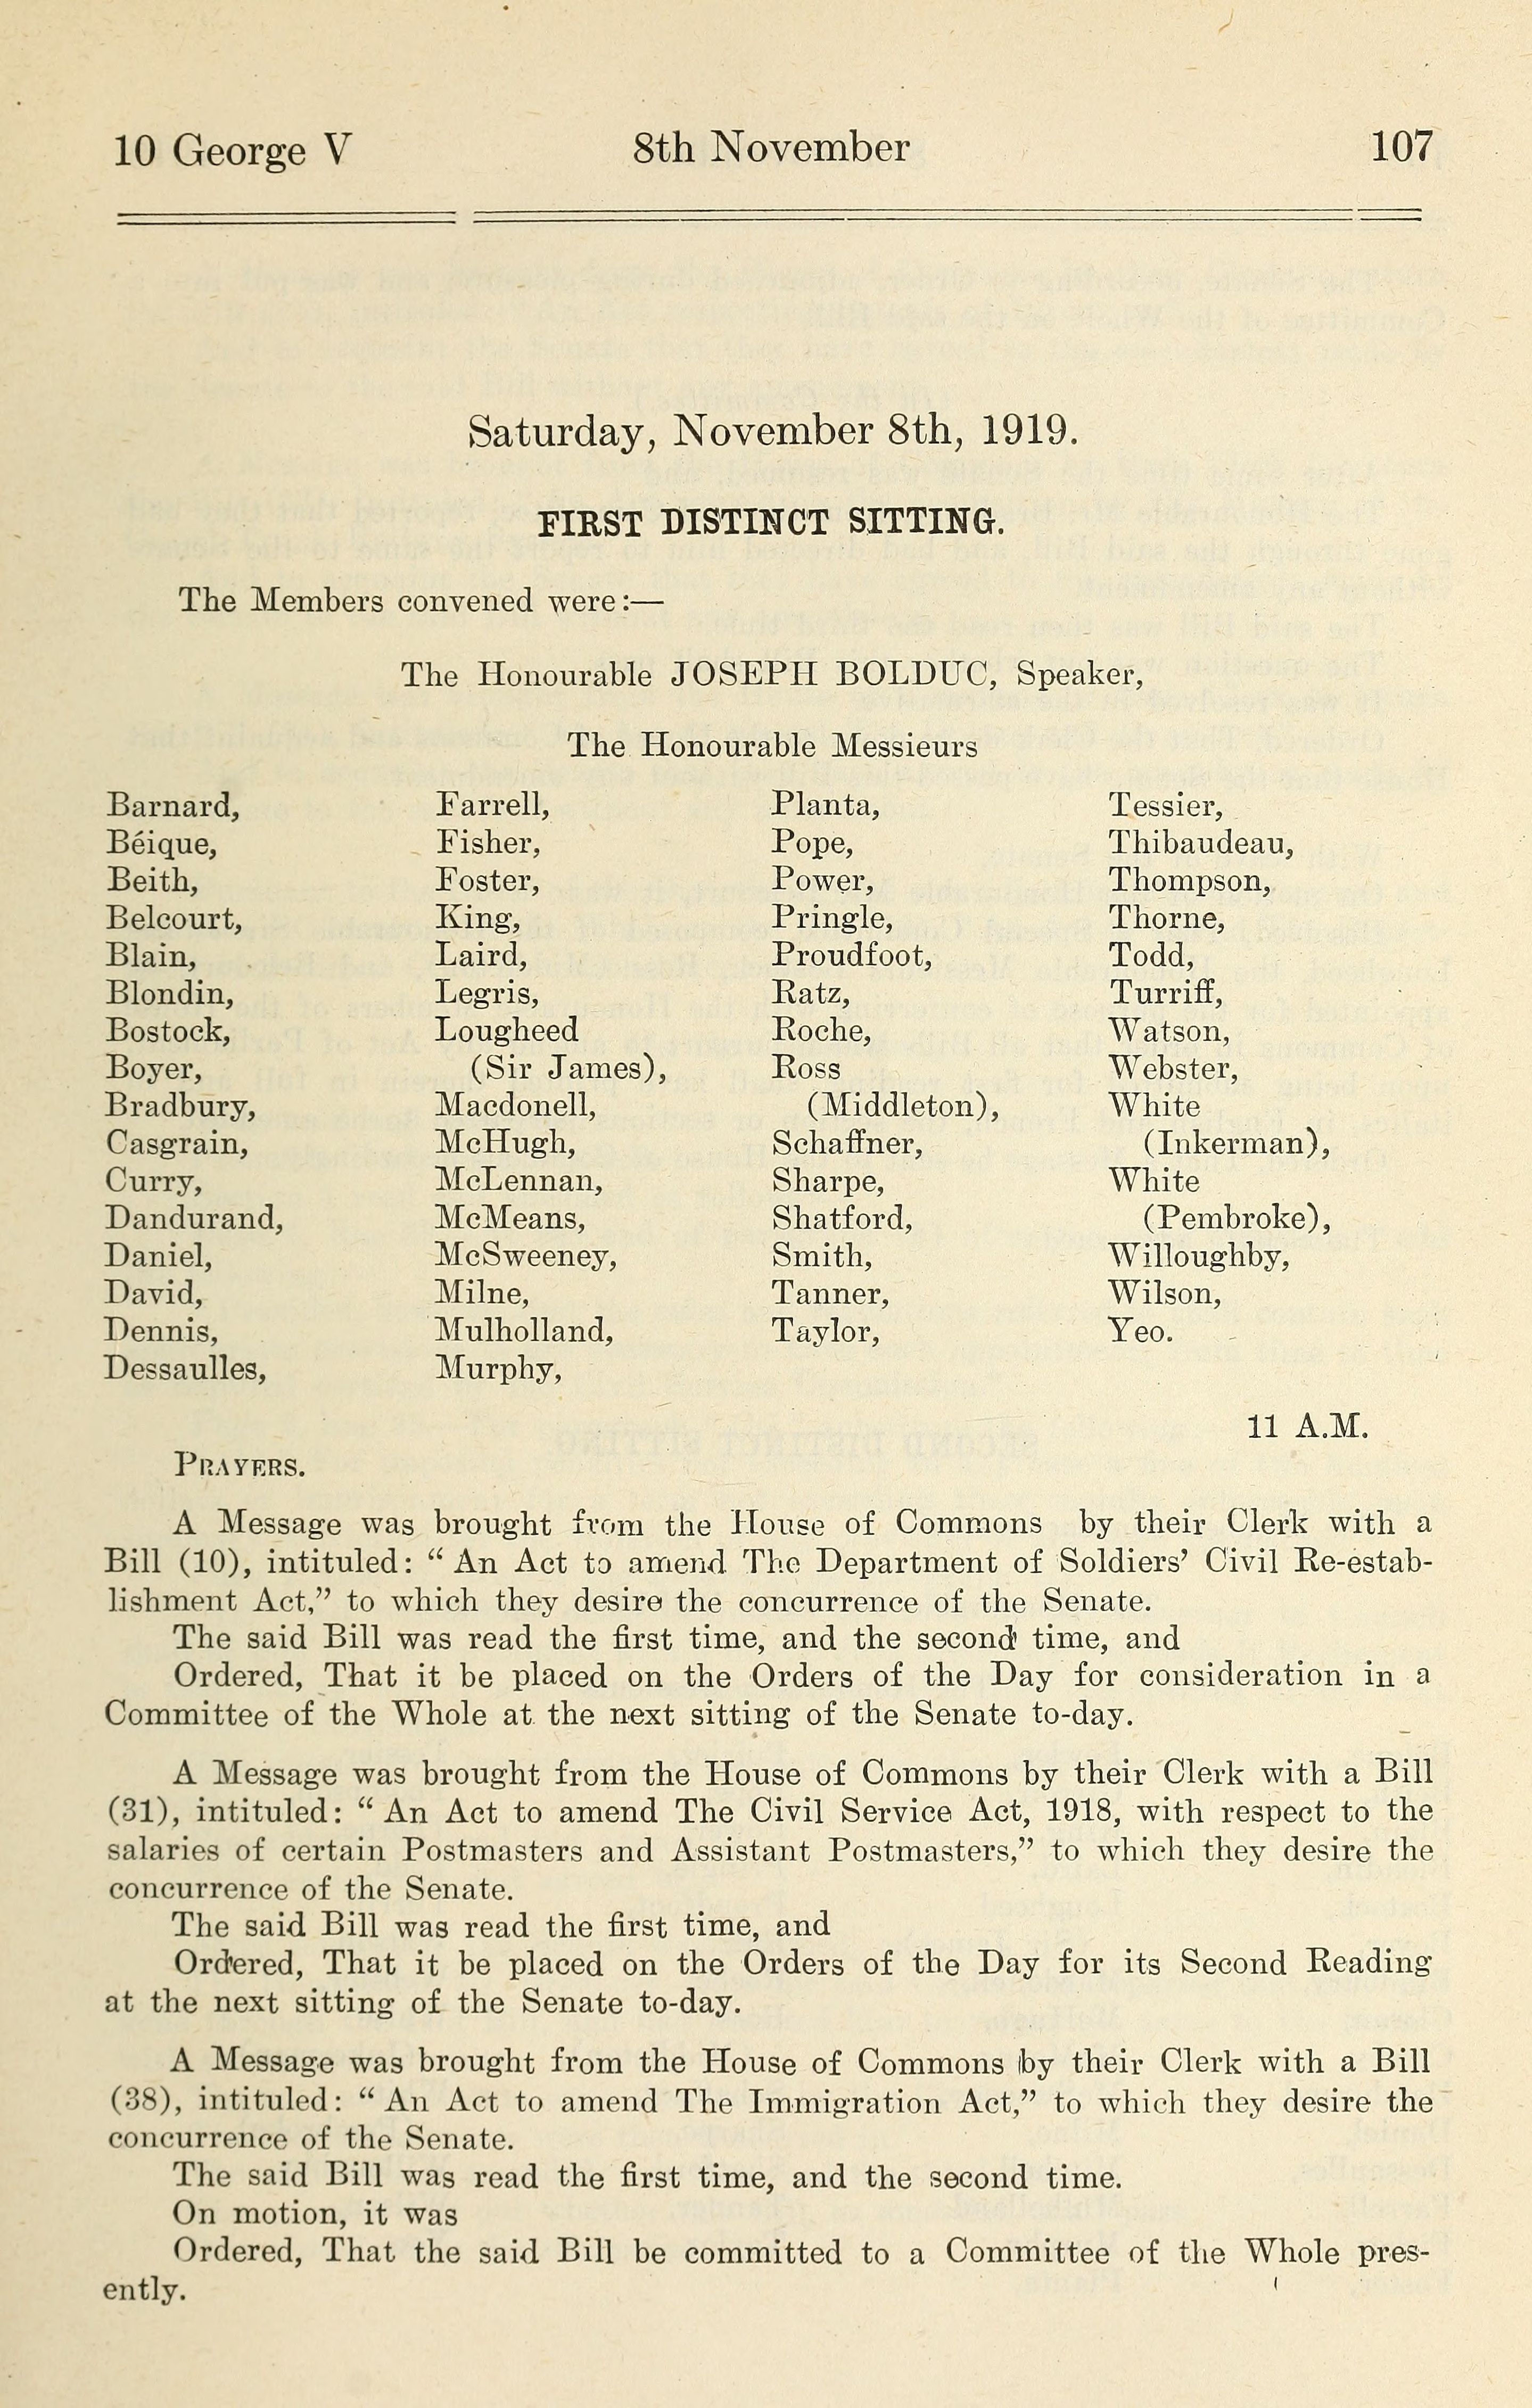 10 George V 8th November 107
Saturday, November 8th, 1919.
FIRST DISTINCT SITTING.
The Members convened were:—
The Honourable JOSEPH BOLDUC, Speaker,
The Honourable Messieurs
Barnard,
Béique,
Beith,
Belcourt,
Blain,
Blondin,
Bostock,
Boyer,
Bradbury,
Casgrain,
Curry,
Dandurand,
Daniel,
David,
Dennis,
Dessaulles,
Farrell,
Fisher,
Foster,
King,
Laird,
Legris,
Lougheed
(Sir James),
Macdonell,
McHugh,
McLennan,
McMeans,
McSweeney,
Milne,
Mulholland,
Murphy,
Planta,
Pope,
Power,
Pringle,
Proudfoot,
Ratz,
Roche,
Ross
(Middleton),
Schaffner,
Sharpe,
Shatford,
Smith,
Tanner,
Taylor,
Tessier,
Thibaudeau,
Thompson,
Thorne,
Todd,
Turriff,
Watson,
Webster,
White
(Inkerman),
White
(Pembroke),
Willoughby,
Wilson,
Yeo.
11 A.M.
PRAYERS.
A Message was brought from the House of Commons by their Clerk with a
Bill (10), intituled: “ An Act to amend The Department of Soldiers’ Civil Re-estab-
lishment Act,” to which they desire the concurrence of the Senate.
The said Bill was read the first time, and the second time, and
Ordered, That it be placed on the Orders of the Day for consideration in a
Committee of the Whole at the next sitting of the Senate to-day.
A Message was brought from the House of Commons by their Clerk with a Bill
(31), intituled: “ An Act to amend The Civil Service Act, 1918, with respect to the
salaries of certain Postmasters and Assistant Postmasters,” to which they desire the
concurrence of the Senate.
The said Bill was read the first time, and
Ordered, That it be placed on the Orders of the Day for its Second Reading
at the next sitting of the Senate to-day.
A Message was brought from the House of Commons by their Clerk with a Bill
(38), intituled: “ An Act to amend The Immigration Act,” to which they desire the
concurrence of the Senate.
The said Bill was read the first time, and the second time.
On motion, it was
Ordered, That the said Bill be committed to a Committee of the Whole pres-
ently.